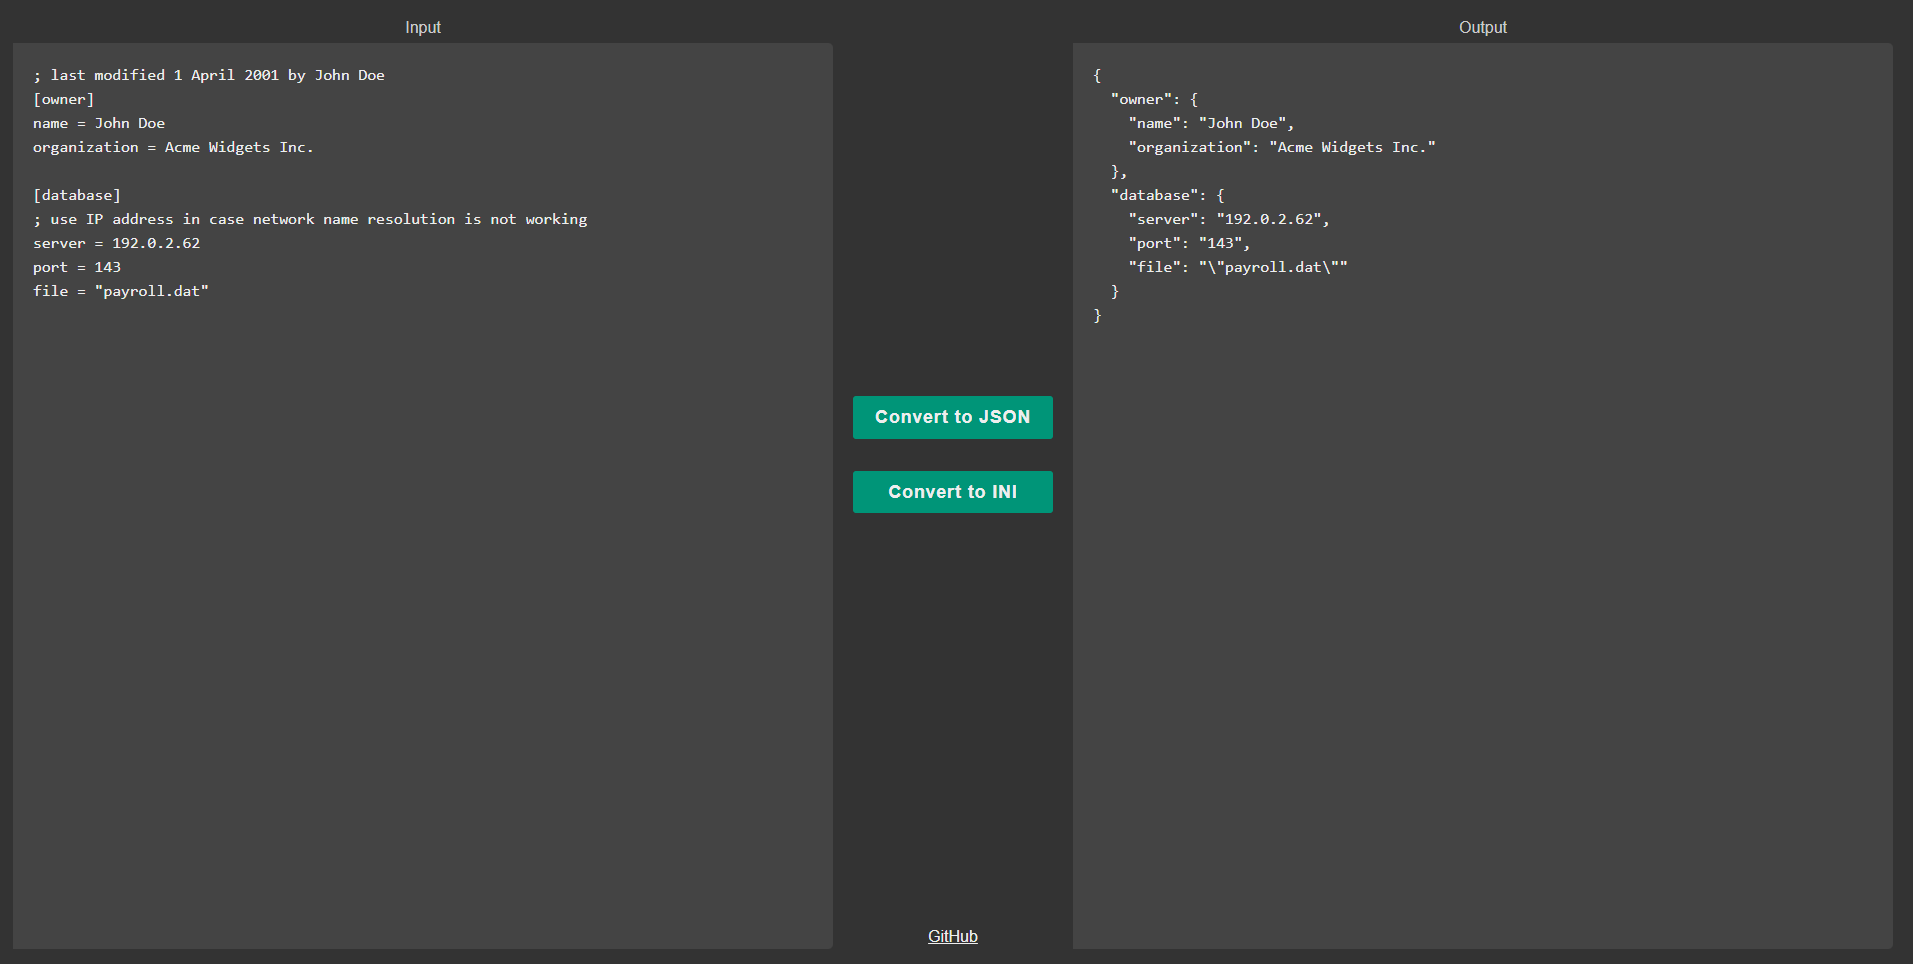 Input
; last modified 1 April 2001 by John Doe
[owner]
name = John Doe
organization = Acme Widgets Inc.
[database]
; use IP address in case network name resolution is not working
server = 192.0.2.62
port = 143
file = "payroll.dat"
Convert to JSON
Convert to INI
GitHub
Output
{
"owner": {
"name": "John Doe",
"organization": "Acme Widgets Inc."
},
"database": {
"server": "192.0.2.62",
"port": "143",
"file": "\"payroll.dat\""
}
}